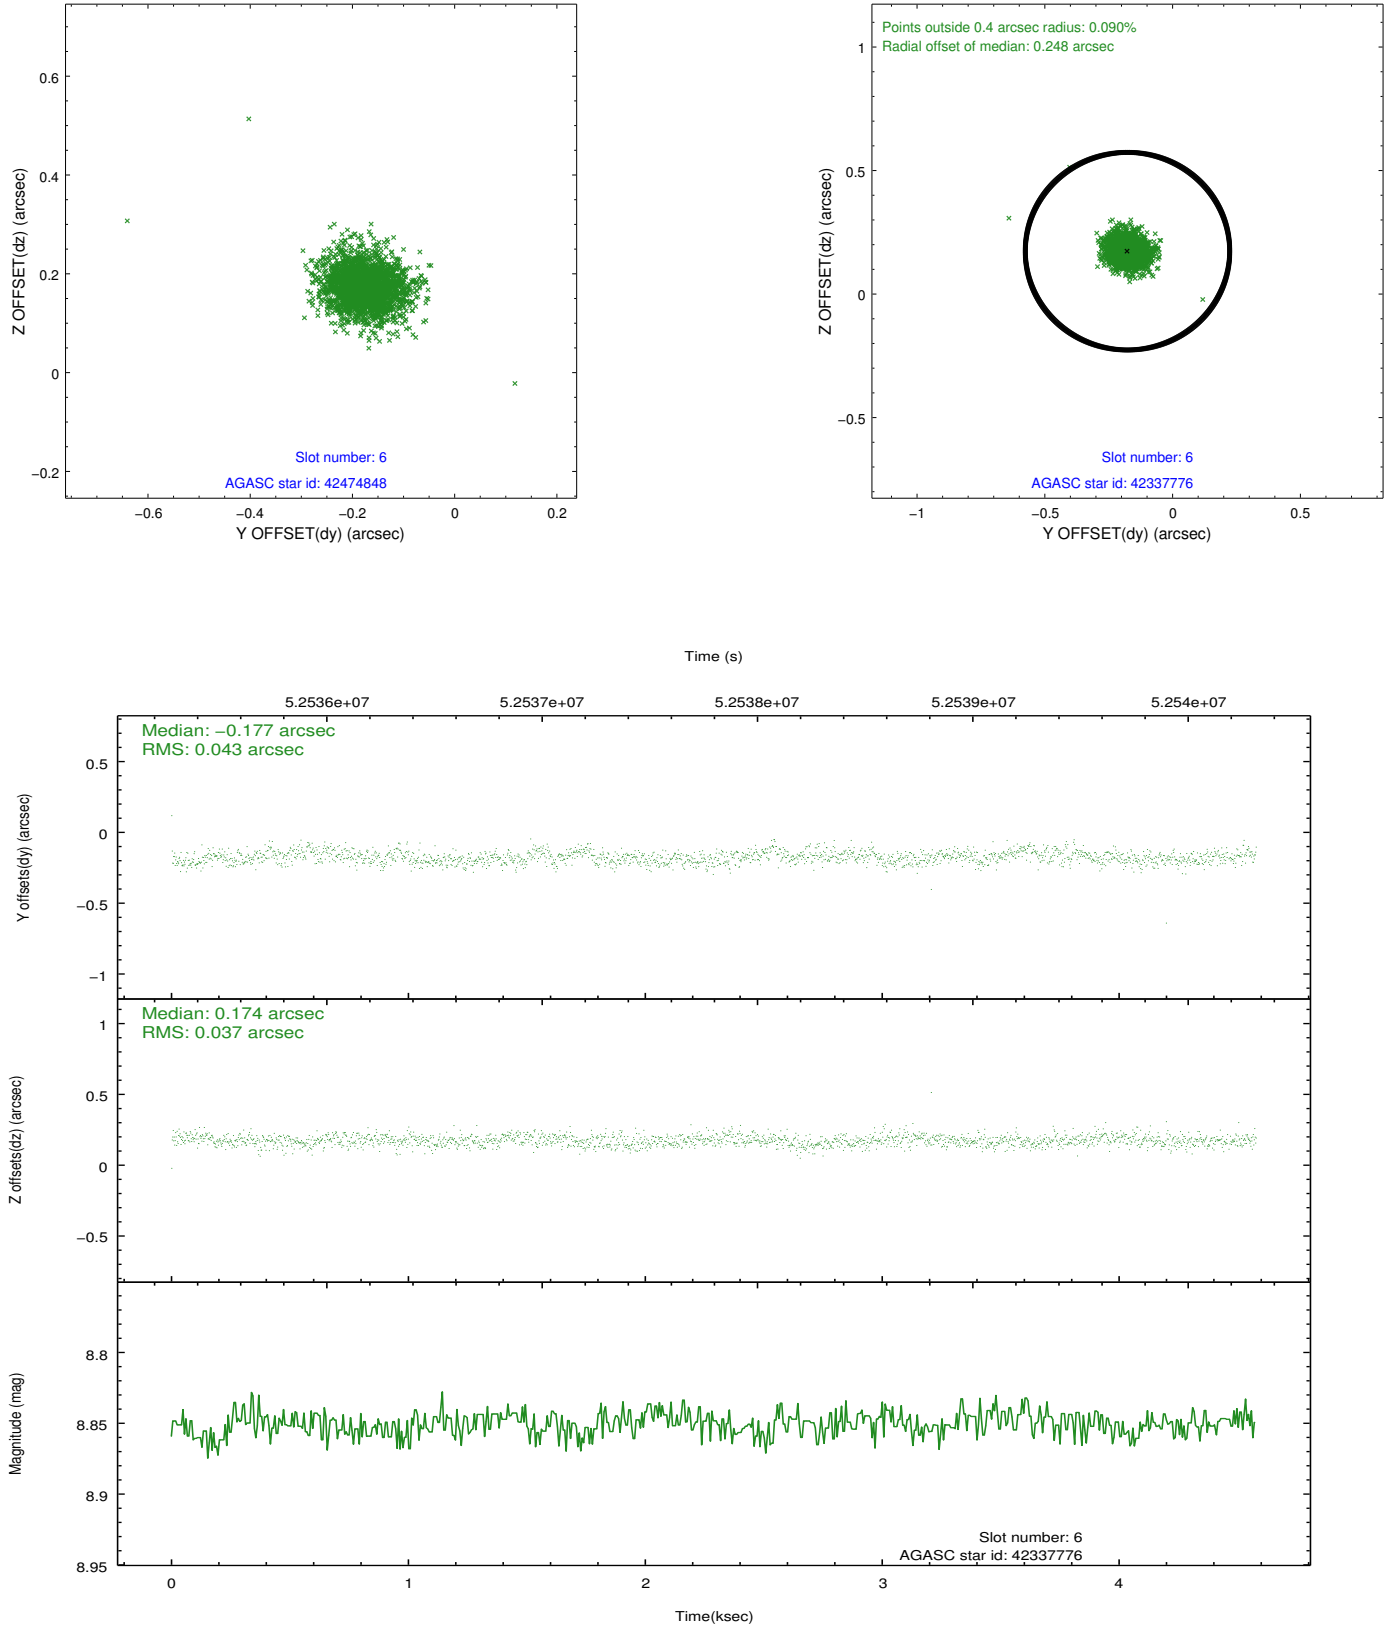 0.6
0.4
0.2
0
−0.2
Z OFFSET(dz) (arcsec)
Slot number: 6
AGASC star id: 42474848
−0.6
−0.4
−0.2
0
0.2
Y OFFSET(dy) (arcsec)
Points outside 0.4 arcsec radius: 0.090%
Radial offset of median: 0.248 arcsec
1
0.5
0
−0.5
Z OFFSET(dz) (arcsec)
Slot number: 6
AGASC star id: 42337776
−1
−0.5
0
0.5
Y OFFSET(dy) (arcsec)
Time (s)
5.2536e+07
5.2537e+07
5.2538e+07
5.2539e+07
5.254e+07
Median: −0.177 arcsec
RMS: 0.043 arcsec
0.5
0
−0.5
−1
Y offsets(dy) (arcsec)
Median: 0.174 arcsec
RMS: 0.037 arcsec
1
0.5
0
−0.5
Z offsets(dz) (arcsec)
8.8
8.85
8.9
8.95
Magnitude (mag)
Slot number: 6
AGASC star id: 42337776
0
1
2
3
4
Time(ksec)